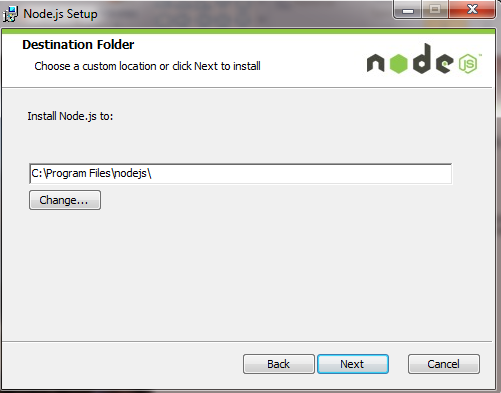 Node.js Setup
Destination Folder
Choose a custom location or click Next to install
node JS™
Install Node.js to:
C:\Program Files\nodejs\
Change...
Back Next Cancel